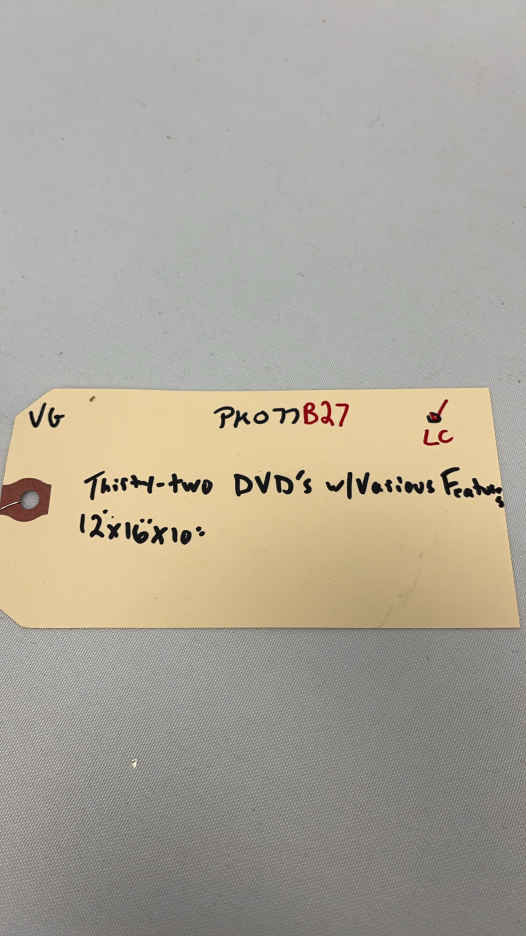 VG PK077B27
LC
Thirty-two DVD's w/Various Features
12"x16"x10"